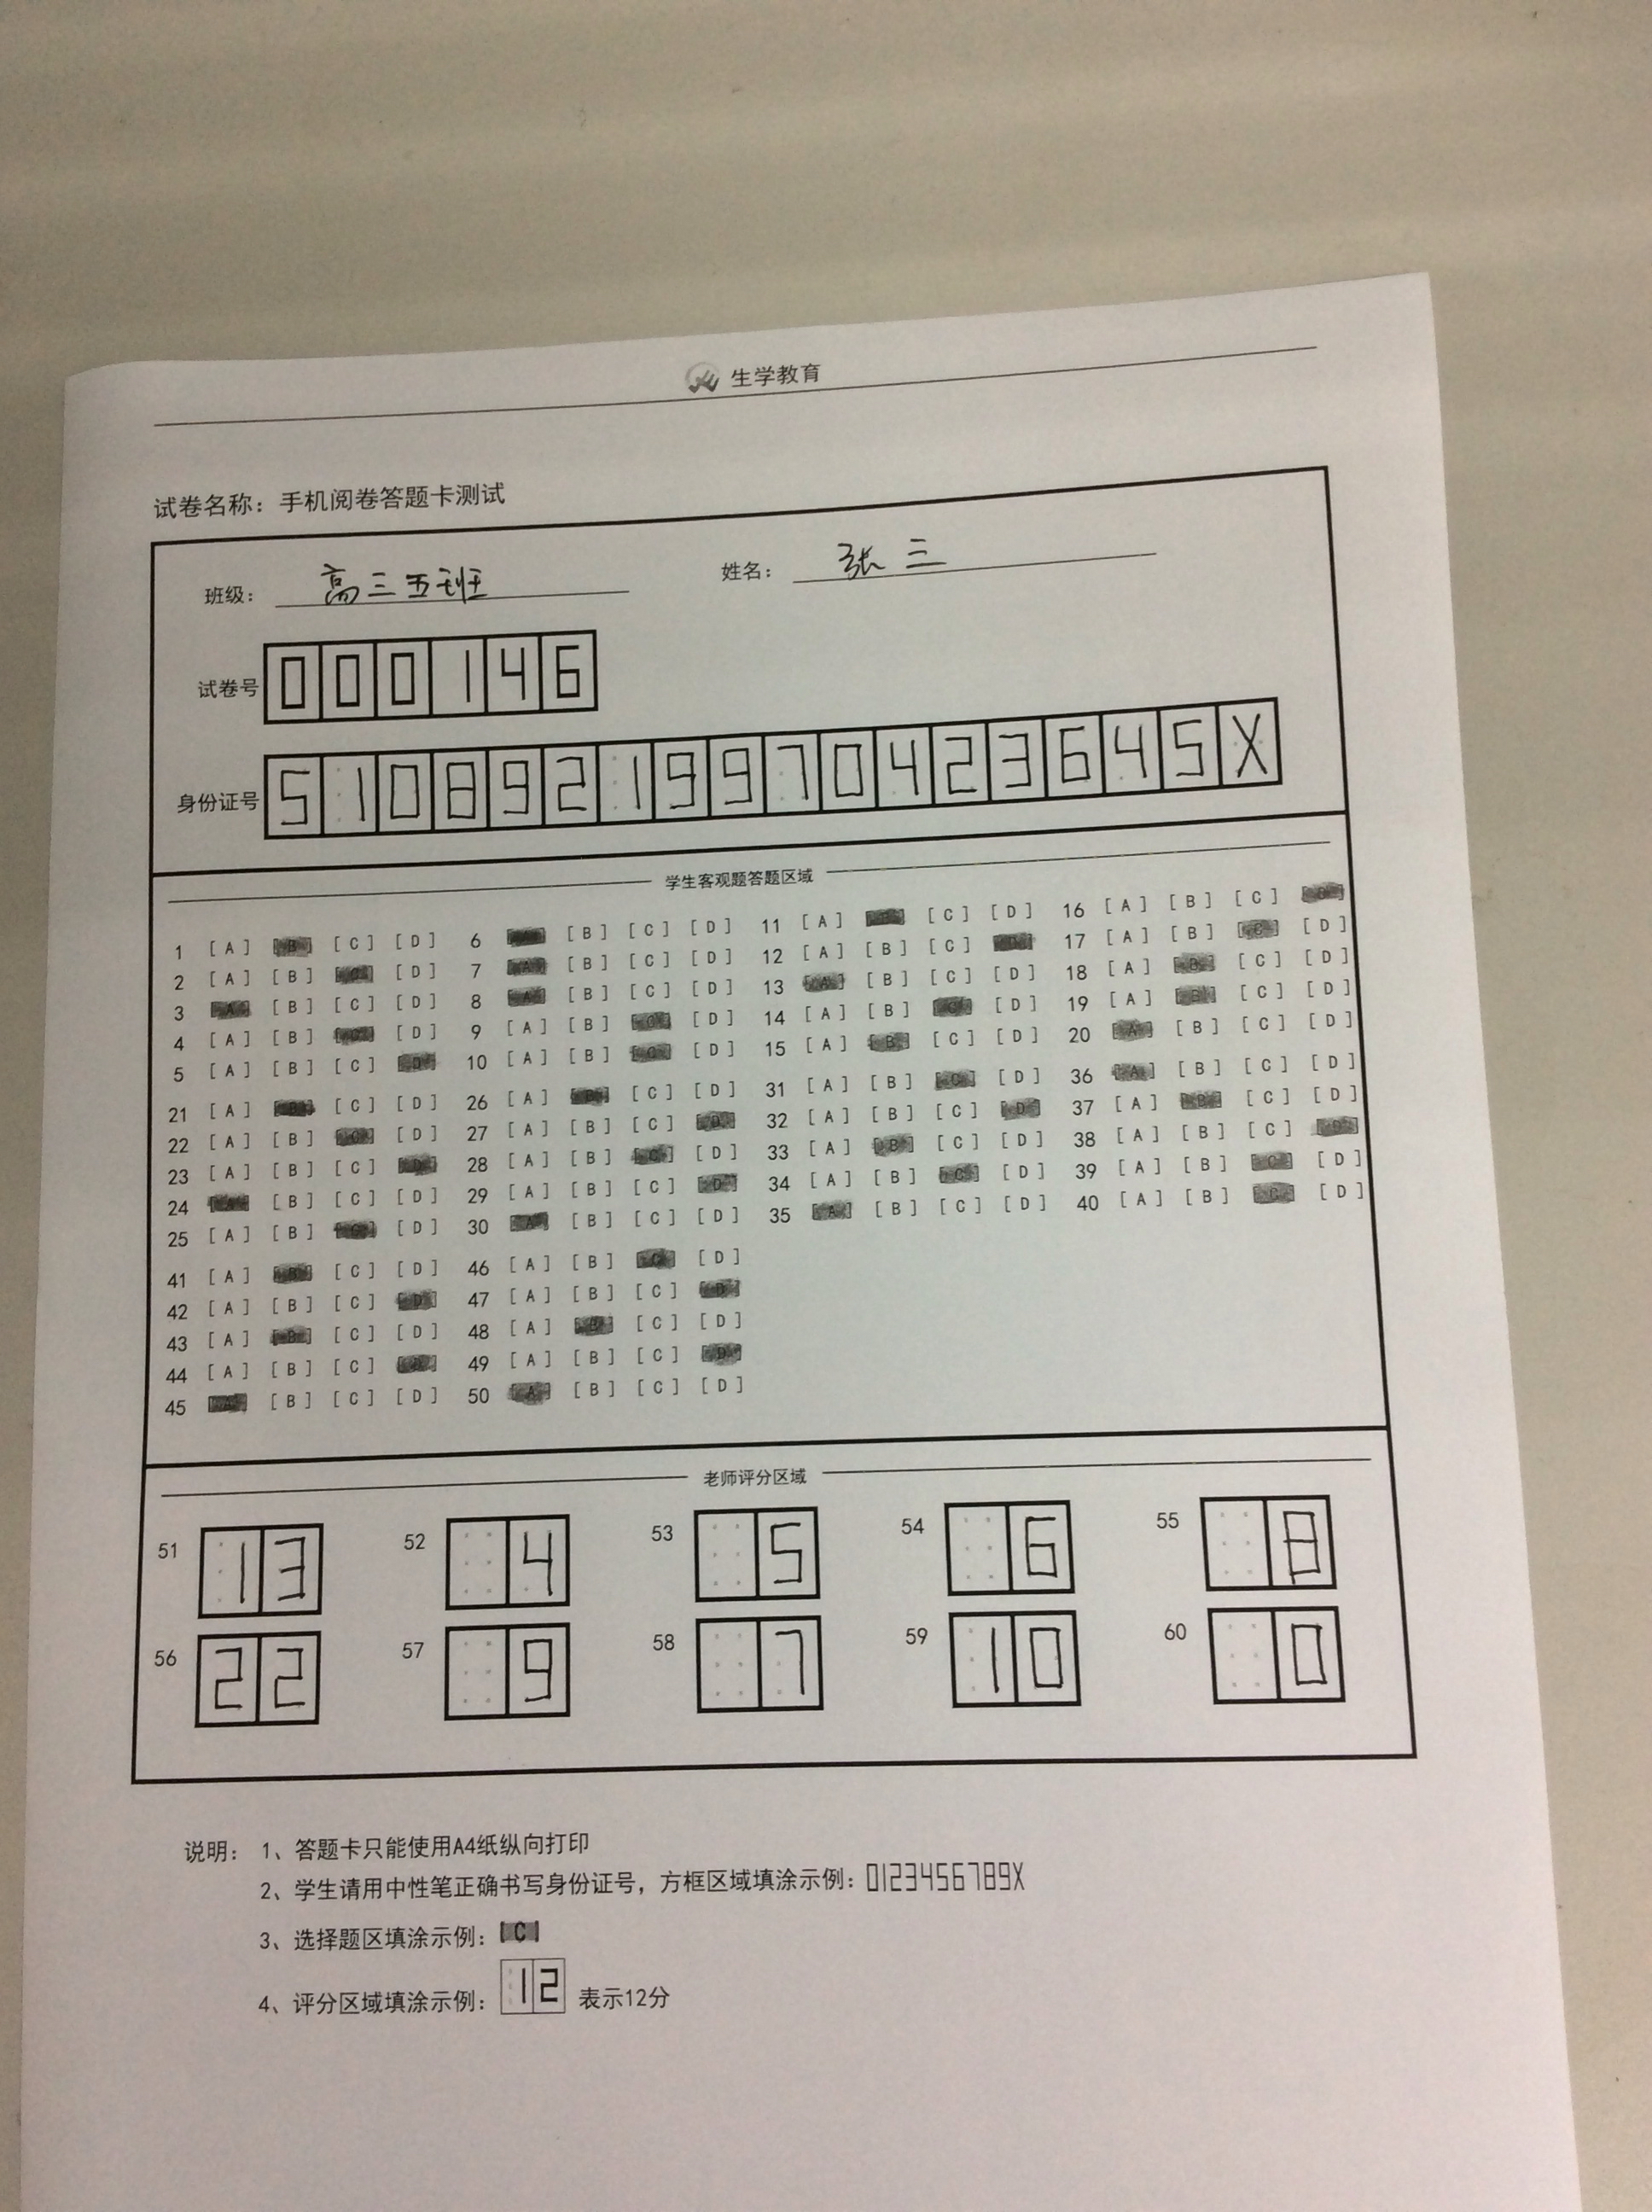 生学教育
试卷名称：手机阅卷答题卡测试
班级：高三五班 姓名：张三
试卷号 000146
身份证号 51089219970423645X
学生客观题答题区域
1 [A] [B] [C] [D] 6 [A] [B] [C] [D] 11 [A] [B] [C] [D] 16 [A] [B] [C] [D]
2 [A] [B] [C] [D] 7 [A] [B] [C] [D] 12 [A] [B] [C] [D] 17 [A] [B] [C] [D]
3 [A] [B] [C] [D] 8 [A] [B] [C] [D] 13 [A] [B] [C] [D] 18 [A] [B] [C] [D]
4 [A] [B] [C] [D] 9 [A] [B] [C] [D] 14 [A] [B] [C] [D] 19 [A] [B] [C] [D]
5 [A] [B] [C] [D] 10 [A] [B] [C] [D] 15 [A] [B] [C] [D] 20 [A] [B] [C] [D]
21 [A] [B] [C] [D] 26 [A] [B] [C] [D] 31 [A] [B] [C] [D] 36 [A] [B] [C] [D]
22 [A] [B] [C] [D] 27 [A] [B] [C] [D] 32 [A] [B] [C] [D] 37 [A] [B] [C] [D]
23 [A] [B] [C] [D] 28 [A] [B] [C] [D] 33 [A] [B] [C] [D] 38 [A] [B] [C] [D]
24 [A] [B] [C] [D] 29 [A] [B] [C] [D] 34 [A] [B] [C] [D] 39 [A] [B] [C] [D]
25 [A] [B] [C] [D] 30 [A] [B] [C] [D] 35 [A] [B] [C] [D] 40 [A] [B] [C] [D]
41 [A] [B] [C] [D] 46 [A] [B] [C] [D]
42 [A] [B] [C] [D] 47 [A] [B] [C] [D]
43 [A] [B] [C] [D] 48 [A] [B] [C] [D]
44 [A] [B] [C] [D] 49 [A] [B] [C] [D]
45 [A] [B] [C] [D] 50 [A] [B] [C] [D]
老师评分区域
51 13 52 4 53 5 54 6 55 8
56 22 57 9 58 7 59 10 60 0
说明： 1、答题卡只能使用A4纸纵向打印
2、学生请用中性笔正确书写身份证号，方框区域填涂示例：0123456789X
3、选择题区填涂示例：[C]
4、评分区域填涂示例：12 表示12分